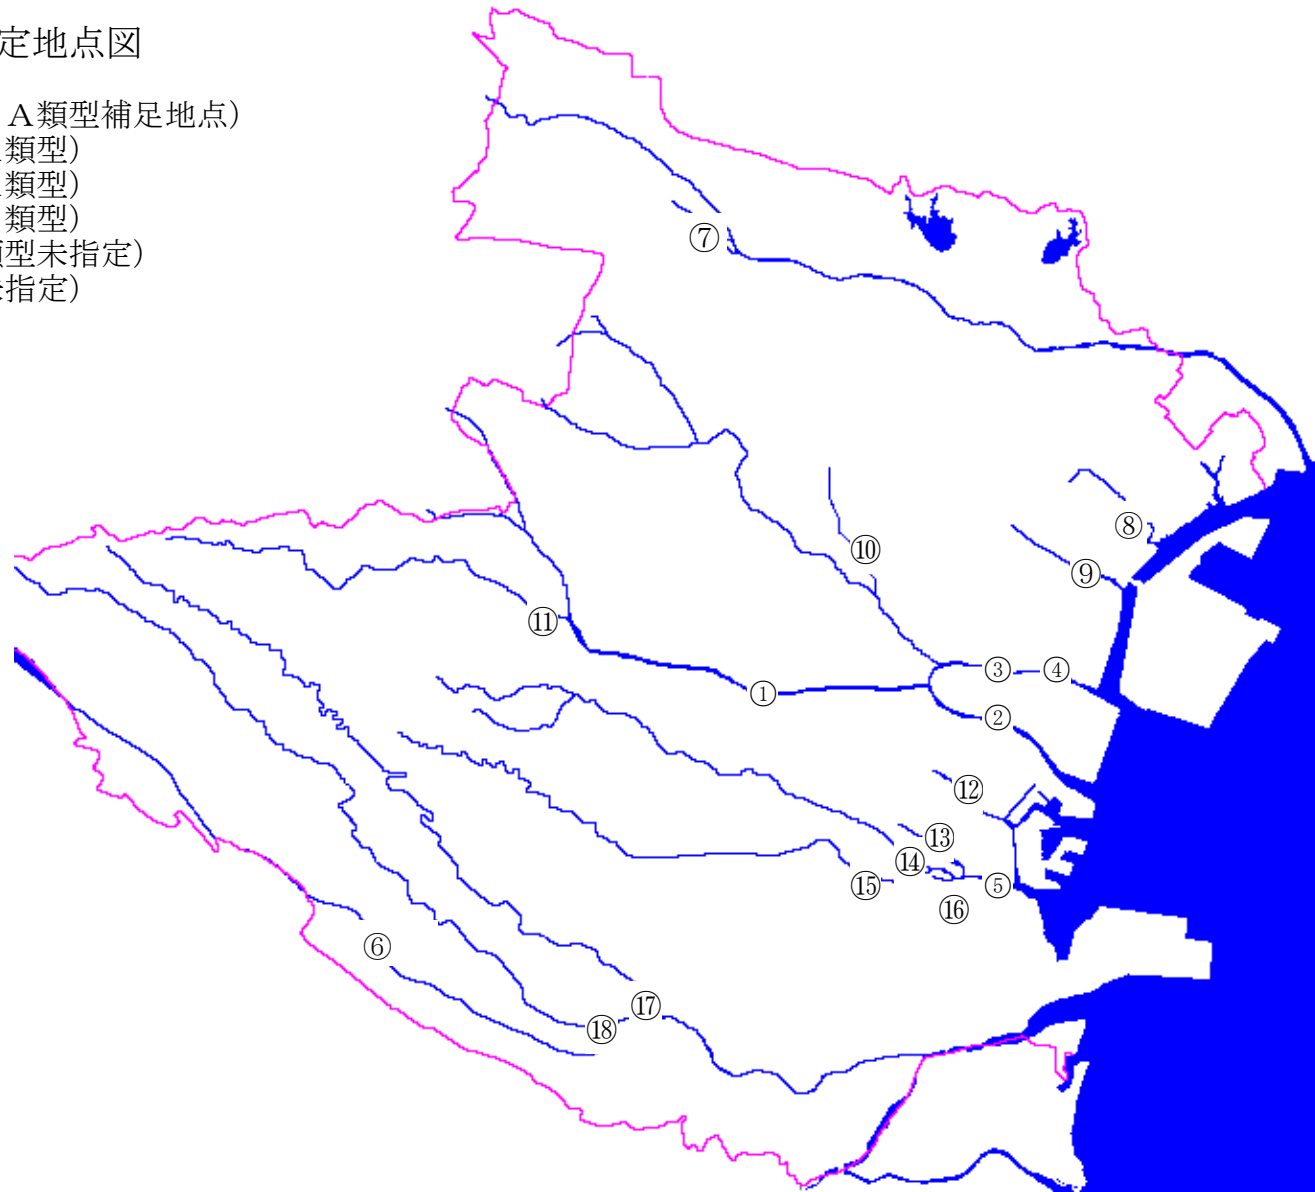 定地点図
A類型補足地点)
類型)
類型)
類型)
型未指定)
指定)
⑦
⑧
⑩
⑨
⑪
③ ④
①
②
⑫
⑬
⑭
⑮ ⑤
⑯
⑥
⑰
⑱